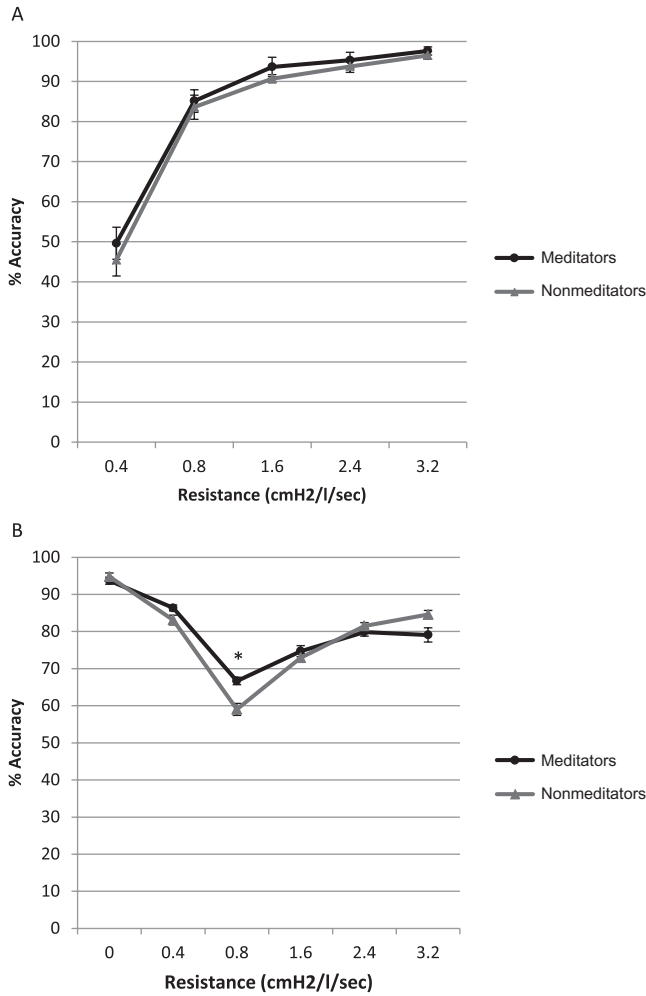 A
100
90
80
70
60
50
40
30
20
10
0
% Accuracy
0.4 0.8 1.6 2.4 3.2
Resistance (cmH2/l/sec)
Meditators
Nonmeditators
B
100
90
80
70
60
50
40
30
20
10
0
% Accuracy
*
0 0.4 0.8 1.6 2.4 3.2
Resistance (cmH2/l/sec)
Meditators
Nonmeditators